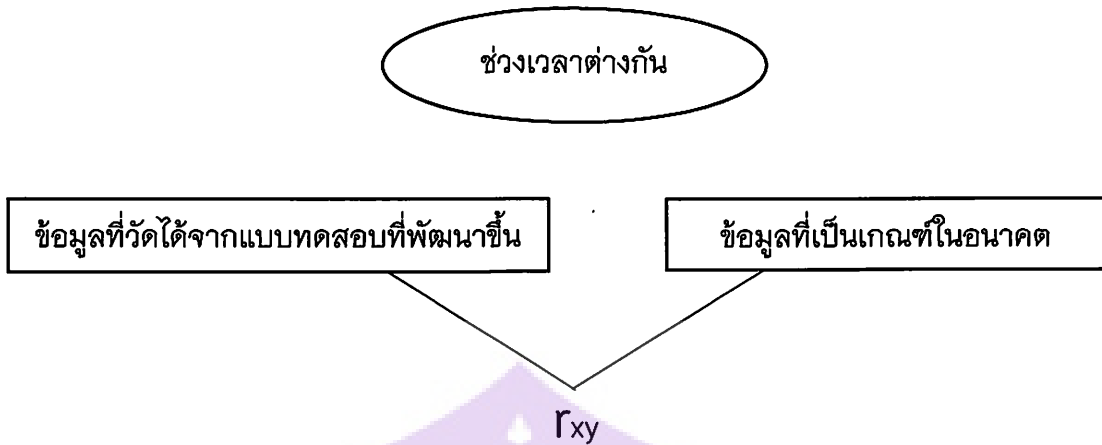 ช่วงเวลาต่างกัน
ข้อมูลที่วัดได้จากแบบทดสอบที่พัฒนาขึ้น
ข้อมูลที่เป็นเกณฑ์ในอนาคต
rxy